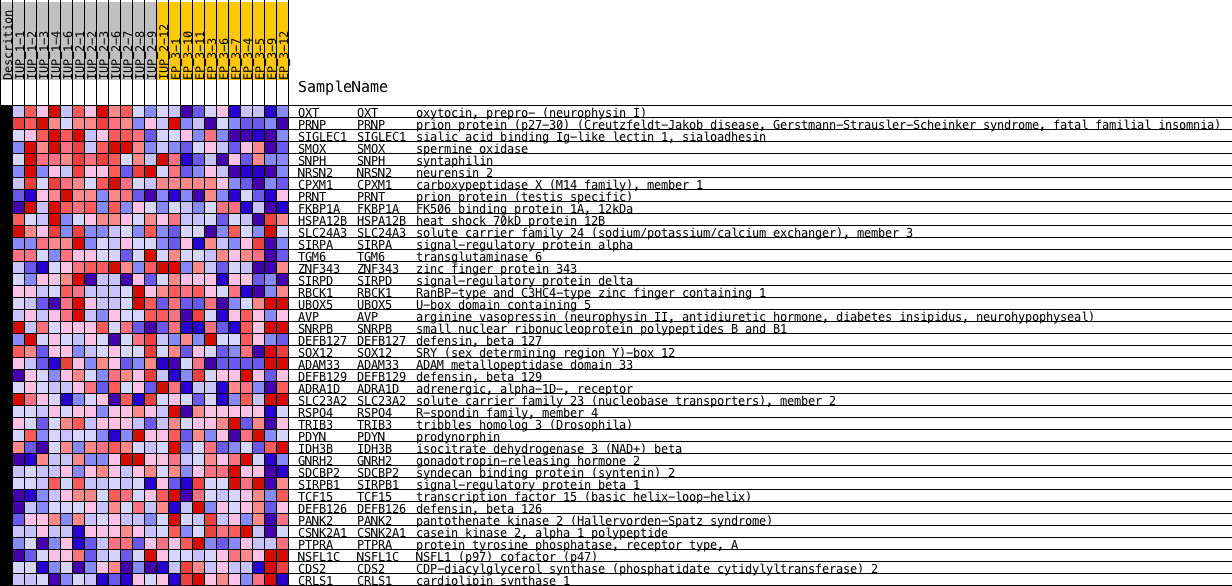 Descrition
IUP_1-1
IUP_1-2
IUP_1-3
IUP_1-4
IUP_1-6
IUP_2-1
IUP_2-2
IUP_2-3
IUP_2-6
IUP_2-7
IUP_2-8
IUP_2-9
IUP_2-12
EP_3-1
EP_3-10
EP_3-11
EP_3-3
EP_3-6
EP_3-7
EP_3-4
EP_3-5
EP_3-9
EP_3-12
SampleName
OXT OXT oxytocin, prepro- (neurophysin I)
PRNP PRNP prion protein (p27-30) (Creutzfeldt-Jakob disease, Gerstmann-Strausler-Scheinker syndrome, fatal familial insomnia)
SIGLEC1 SIGLEC1 sialic acid binding Ig-like lectin 1, sialoadhesin
SMOX SMOX spermine oxidase
SNPH SNPH syntaphilin
NRSN2 NRSN2 neurensin 2
CPXM1 CPXM1 carboxypeptidase X (M14 family), member 1
PRNT PRNT prion protein (testis specific)
FKBP1A FKBP1A FK506 binding protein 1A, 12kDa
HSPA12B HSPA12B heat shock 70kD protein 12B
SLC24A3 SLC24A3 solute carrier family 24 (sodium/potassium/calcium exchanger), member 3
SIRPA SIRPA signal-regulatory protein alpha
TGM6 TGM6 transglutaminase 6
ZNF343 ZNF343 zinc finger protein 343
SIRPD SIRPD signal-regulatory protein delta
RBCK1 RBCK1 RanBP-type and C3HC4-type zinc finger containing 1
UBOX5 UBOX5 U-box domain containing 5
AVP AVP arginine vasopressin (neurophysin II, antidiuretic hormone, diabetes insipidus, neurohypophyseal)
SNRPB SNRPB small nuclear ribonucleoprotein polypeptides B and B1
DEFB127 DEFB127 defensin, beta 127
SOX12 SOX12 SRY (sex determining region Y)-box 12
ADAM33 ADAM33 ADAM metallopeptidase domain 33
DEFB129 DEFB129 defensin, beta 129
ADRA1D ADRA1D adrenergic, alpha-1D-, receptor
SLC23A2 SLC23A2 solute carrier family 23 (nucleobase transporters), member 2
RSPO4 RSPO4 R-spondin family, member 4
TRIB3 TRIB3 tribbles homolog 3 (Drosophila)
PDYN PDYN prodynorphin
IDH3B IDH3B isocitrate dehydrogenase 3 (NAD+) beta
GNRH2 GNRH2 gonadotropin-releasing hormone 2
SDCBP2 SDCBP2 syndecan binding protein (syntenin) 2
SIRPB1 SIRPB1 signal-regulatory protein beta 1
TCF15 TCF15 transcription factor 15 (basic helix-loop-helix)
DEFB126 DEFB126 defensin, beta 126
PANK2 PANK2 pantothenate kinase 2 (Hallervorden-Spatz syndrome)
CSNK2A1 CSNK2A1 casein kinase 2, alpha 1 polypeptide
PTPRA PTPRA protein tyrosine phosphatase, receptor type, A
NSFL1C NSFL1C NSFL1 (p97) cofactor (p47)
CDS2 CDS2 CDP-diacylglycerol synthase (phosphatidate cytidylyltransferase) 2
CRLS1 CRLS1 cardiolipin synthase 1